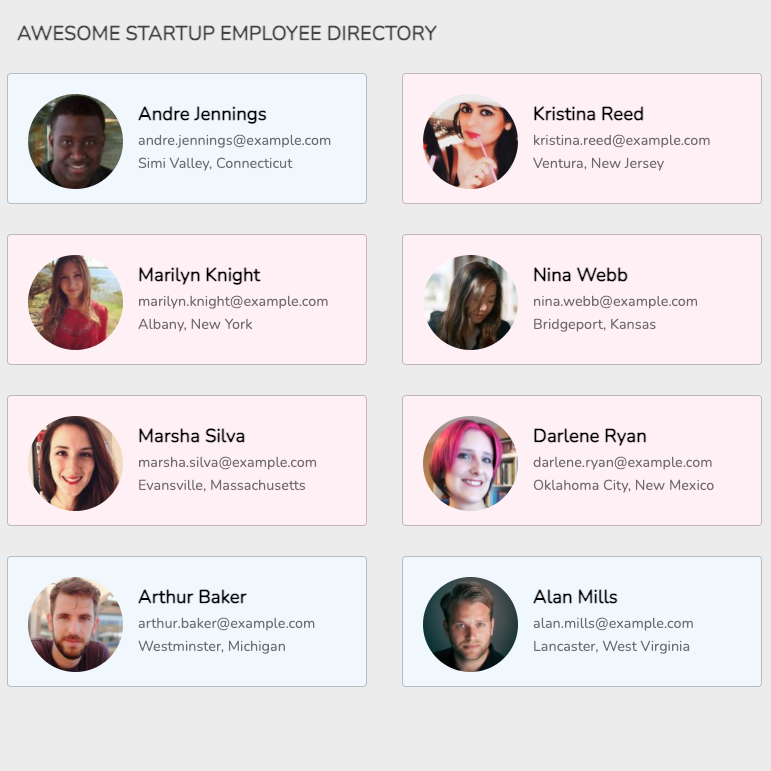 AWESOME STARTUP EMPLOYEE DIRECTORY
Andre Jennings
andre.jennings@example.com
Simi Valley, Connecticut
Kristina Reed
kristina.reed@example.com
Ventura, New Jersey
Marilyn Knight
marilyn.knight@example.com
Albany, New York
Nina Webb
nina.webb@example.com
Bridgeport, Kansas
Marsha Silva
marsha.silva@example.com
Evansville, Massachusetts
Darlene Ryan
darlene.ryan@example.com
Oklahoma City, New Mexico
Arthur Baker
arthur.baker@example.com
Westminster, Michigan
Alan Mills
alan.mills@example.com
Lancaster, West Virginia